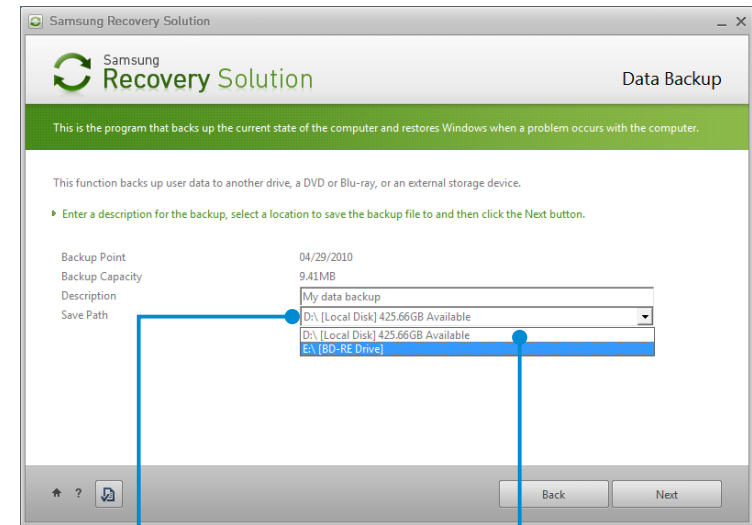 Samsung Recovery Solution
Samsung
Recovery Solution
Data Backup
This is the program that backs up the current state of the computer and restores Windows when a problem occurs with the computer.
This function backs up user data to another drive, a DVD or Blu-ray, or an external storage device.
Enter a description for the backup, select a location to save the backup file to and then click the Next button.
Backup Point 04/29/2010
Backup Capacity 9.41MB
Description My data backup
Save Path D:\ [Local Disk] 425.66GB Available
D:\ [Local Disk] 425.66GB Available
E:\ [BD-RE Drive]
? Back Next